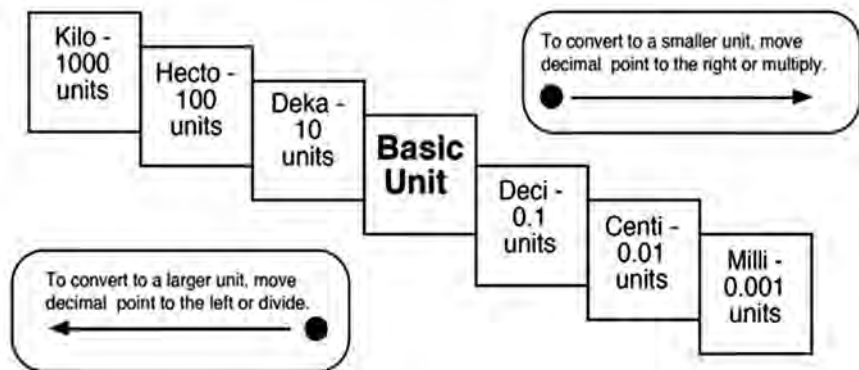 Kilo -
1000
units
Hecto -
100
units
Deka -
10
units
Basic
Unit
Deci -
0.1
units
Centi -
0.01
units
Milli -
0.001
units
To convert to a smaller unit, move
decimal point to the right or multiply.
To convert to a larger unit, move
decimal point to the left or divide.